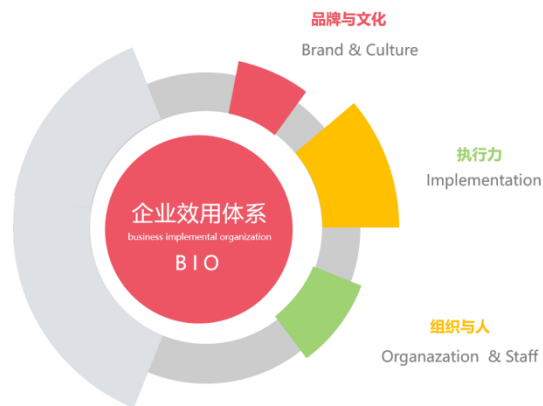 品牌与文化
Brand & Culture
执行力
Implementation
企业效用体系
business implemental organization
BIO
组织与人
Organazation & Staff